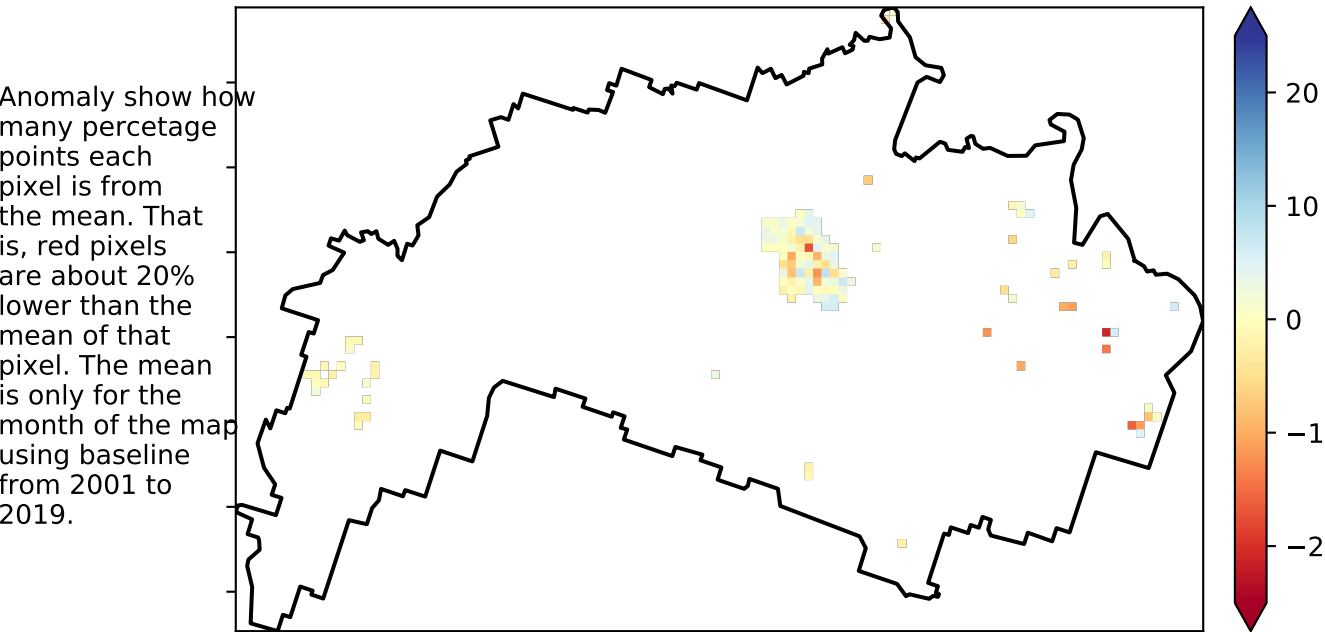 Anomaly show how
many percetage
points each
pixel is from
the mean. That
is, red pixels
are about 20%
lower than the
mean of that
pixel. The mean
is only for the
month of the map
using baseline
from 2001 to
2019.
20
10
0
−1
−2